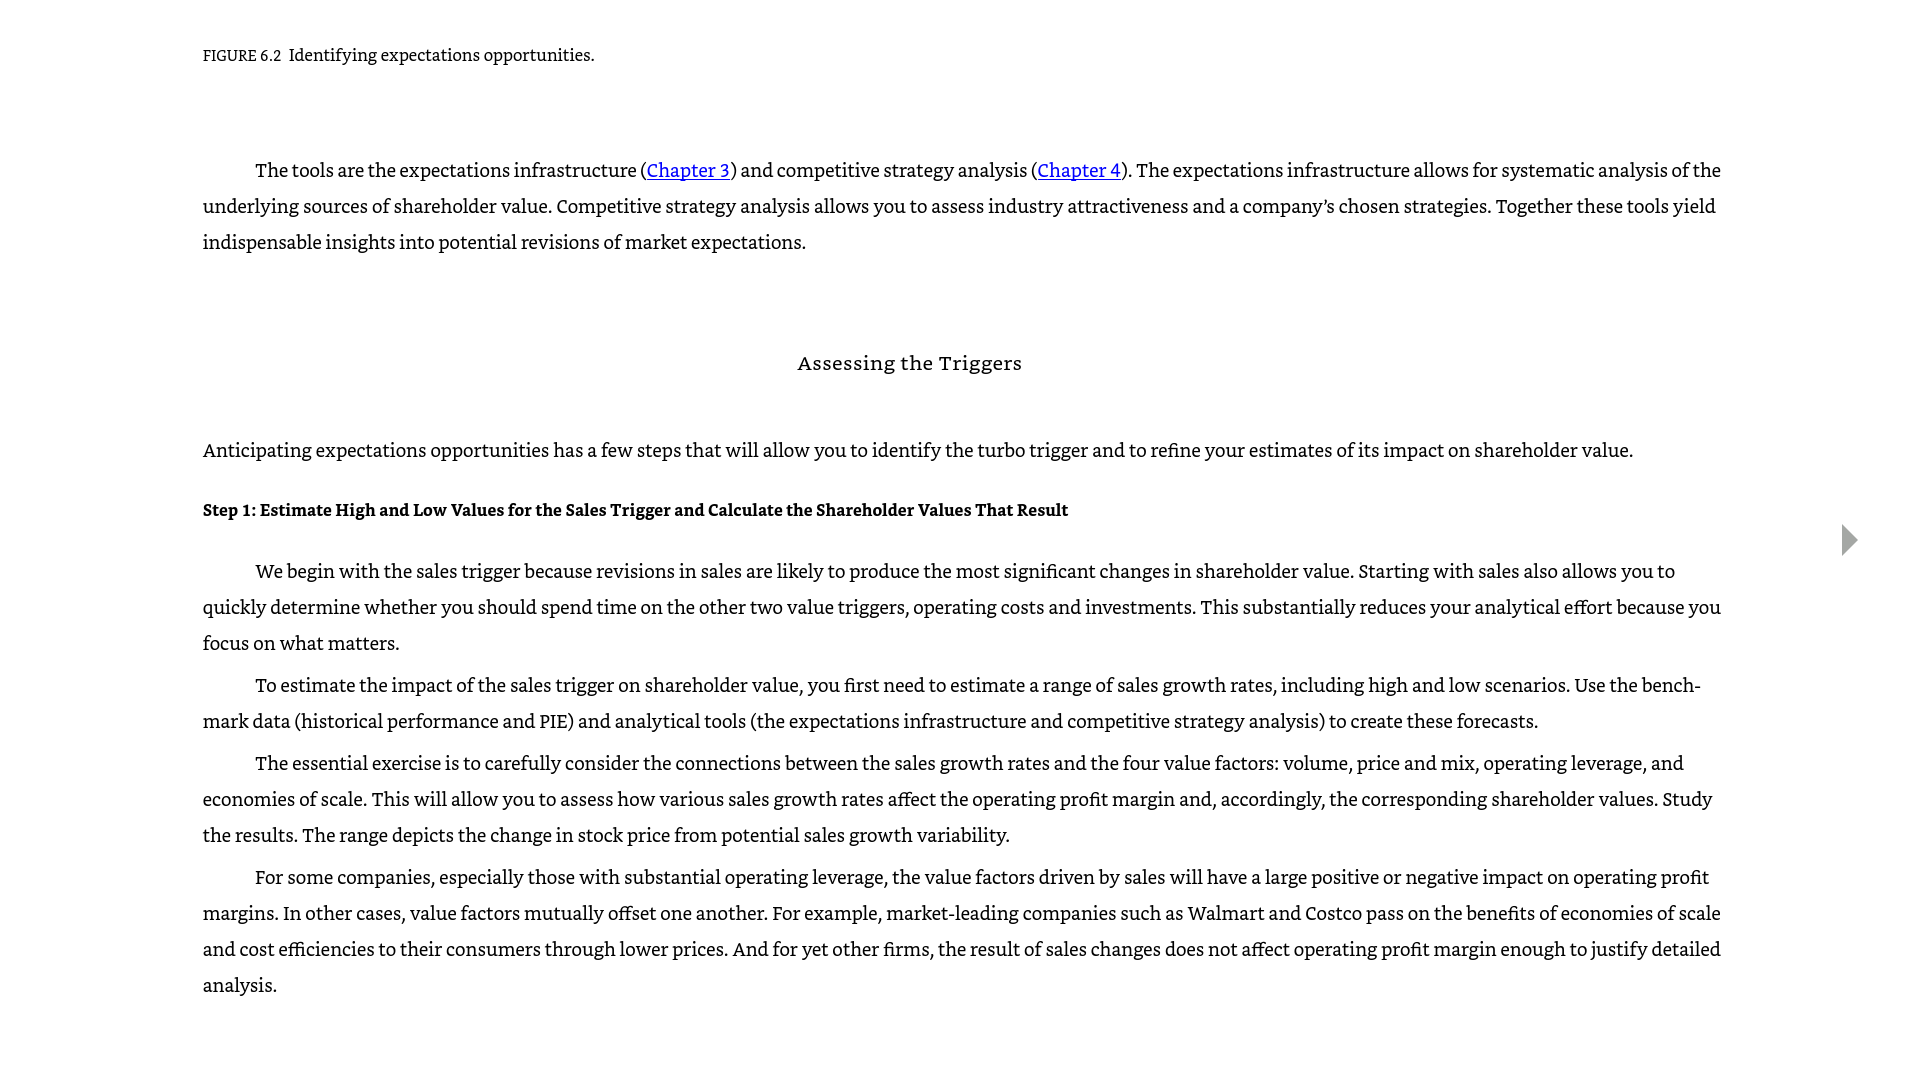 FIGURE 6.2 Identifying expectations opportunities.
The tools are the expectations infrastructure (Chapter 3) and competitive strategy analysis (Chapter 4). The expectations infrastructure allows for systematic analysis of the
underlying sources of shareholder value. Competitive strategy analysis allows you to assess industry attractiveness and a company’s chosen strategies. Together these tools yield
indispensable insights into potential revisions of market expectations.
Assessing the Triggers
Anticipating expectations opportunities has a few steps that will allow you to identify the turbo trigger and to refine your estimates of its impact on shareholder value.
Step 1: Estimate High and Low Values for the Sales Trigger and Calculate the Shareholder Values That Result
We begin with the sales trigger because revisions in sales are likely to produce the most significant changes in shareholder value. Starting with sales also allows you to
quickly determine whether you should spend time on the other two value triggers, operating costs and investments. This substantially reduces your analytical effort because you
focus on what matters.
To estimate the impact of the sales trigger on shareholder value, you first need to estimate a range of sales growth rates, including high and low scenarios. Use the bench-
mark data (historical performance and PIE) and analytical tools (the expectations infrastructure and competitive strategy analysis) to create these forecasts.
The essential exercise is to carefully consider the connections between the sales growth rates and the four value factors: volume, price and mix, operating leverage, and
economies of scale. This will allow you to assess how various sales growth rates affect the operating profit margin and, accordingly, the corresponding shareholder values. Study
the results. The range depicts the change in stock price from potential sales growth variability.
For some companies, especially those with substantial operating leverage, the value factors driven by sales will have a large positive or negative impact on operating profit
margins. In other cases, value factors mutually offset one another. For example, market-leading companies such as Walmart and Costco pass on the benefits of economies of scale
and cost efficiencies to their consumers through lower prices. And for yet other firms, the result of sales changes does not affect operating profit margin enough to justify detailed
analysis.